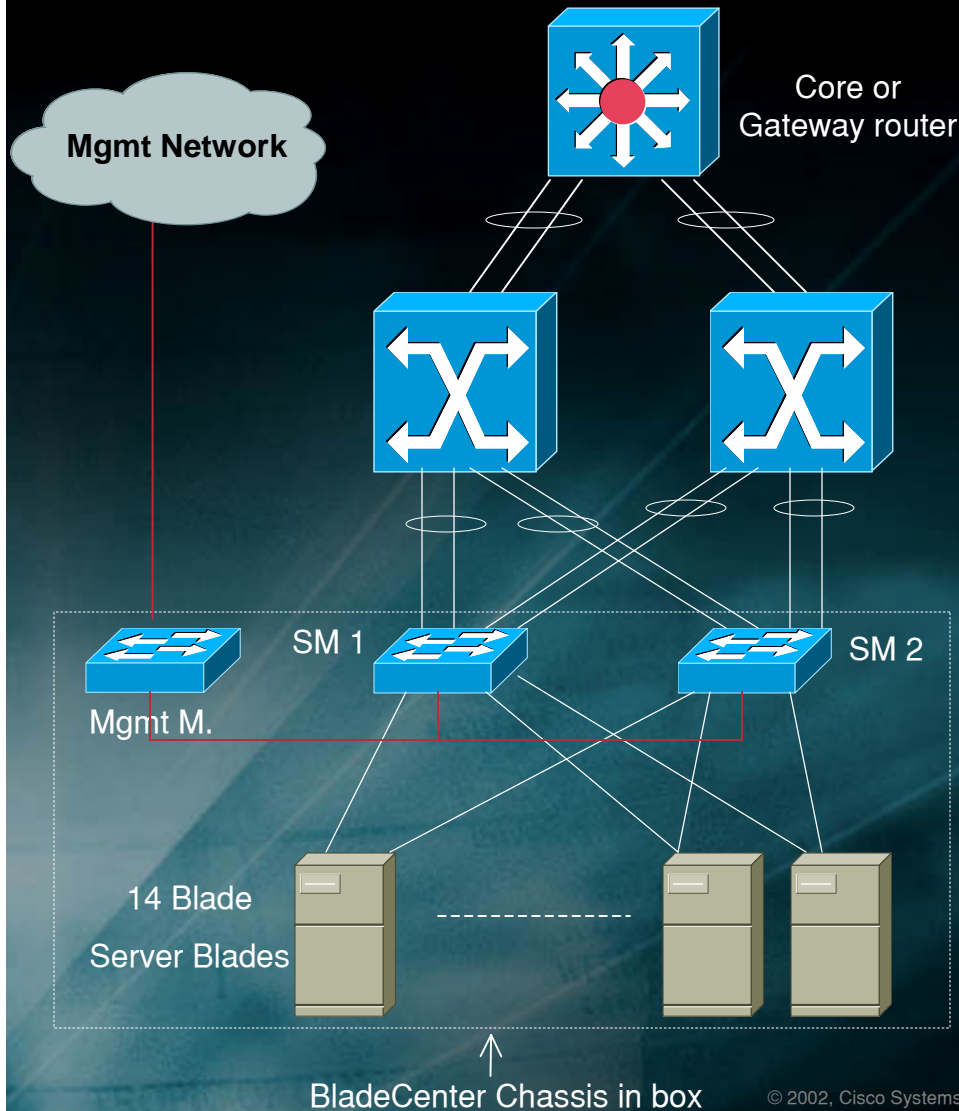 Core or
Gateway router
Mgmt Network
SM 1
SM 2
Mgmt M.
14 Blade
Server Blades
BladeCenter Chassis in box
© 2002, Cisco Systems